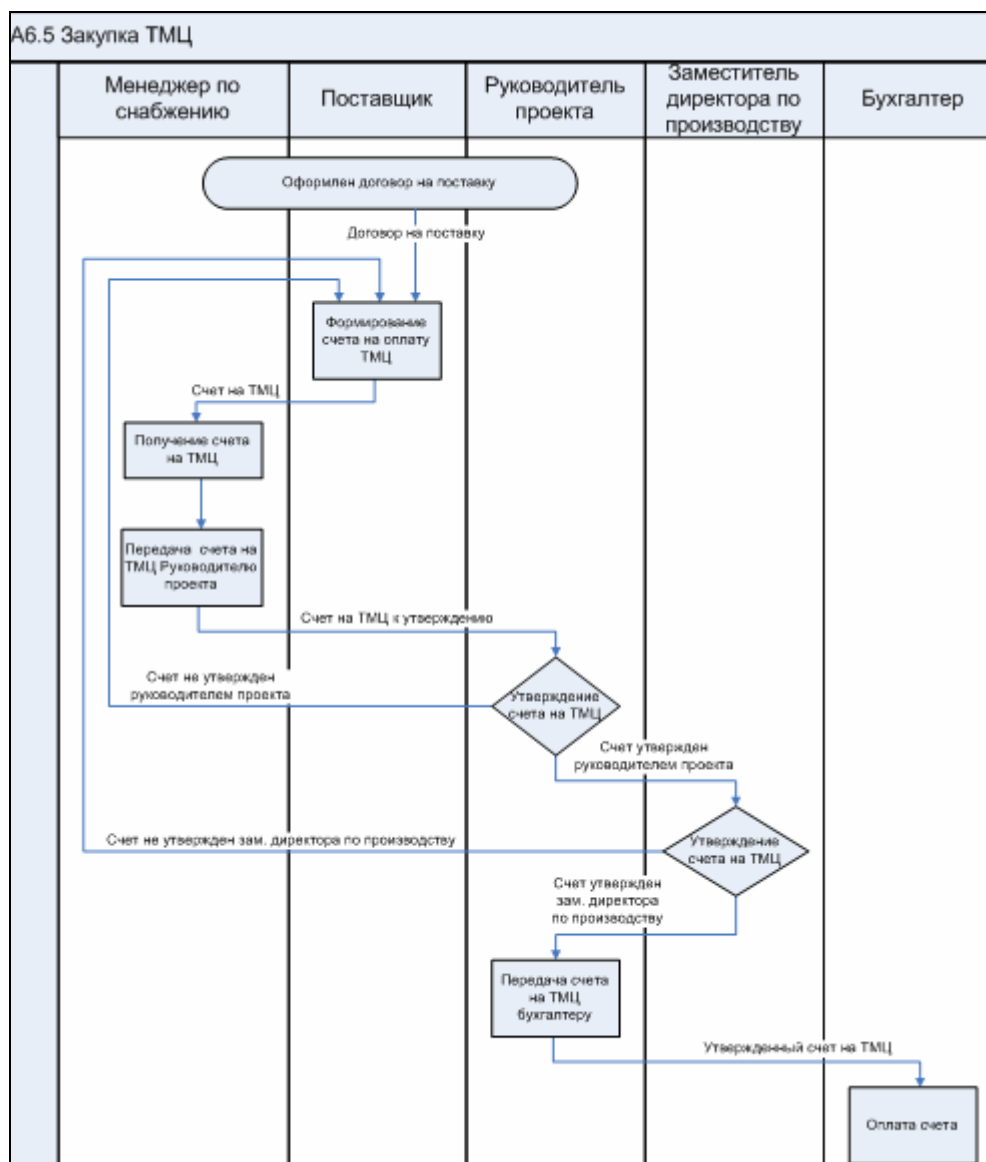 А6.5 Закупка ТМЦ
Менеджер по
снабжению
Поставщик
Руководитель
проекта
Заместитель
директора по
производству
Бухгалтер
Оформлен договор на поставку
Договор на поставку
Формирование
счета на оплату
ТМЦ
Счет на ТМЦ
Получение счета
на ТМЦ
Передача счета на
ТМЦ Руководителю
проекта
Счет на ТМЦ к утверждению
Счет не утвержден
руководителем проекта
Утверждение
счета на ТМЦ
Счет утвержден
руководителем проекта
Счет не утвержден зам. директора по производству
Утверждение
счета на ТМЦ
Счет утвержден
зам. директора
по производству
Передача счета
на ТМЦ
бухгалтеру
Утвержденный счет на ТМЦ
Оплата счета